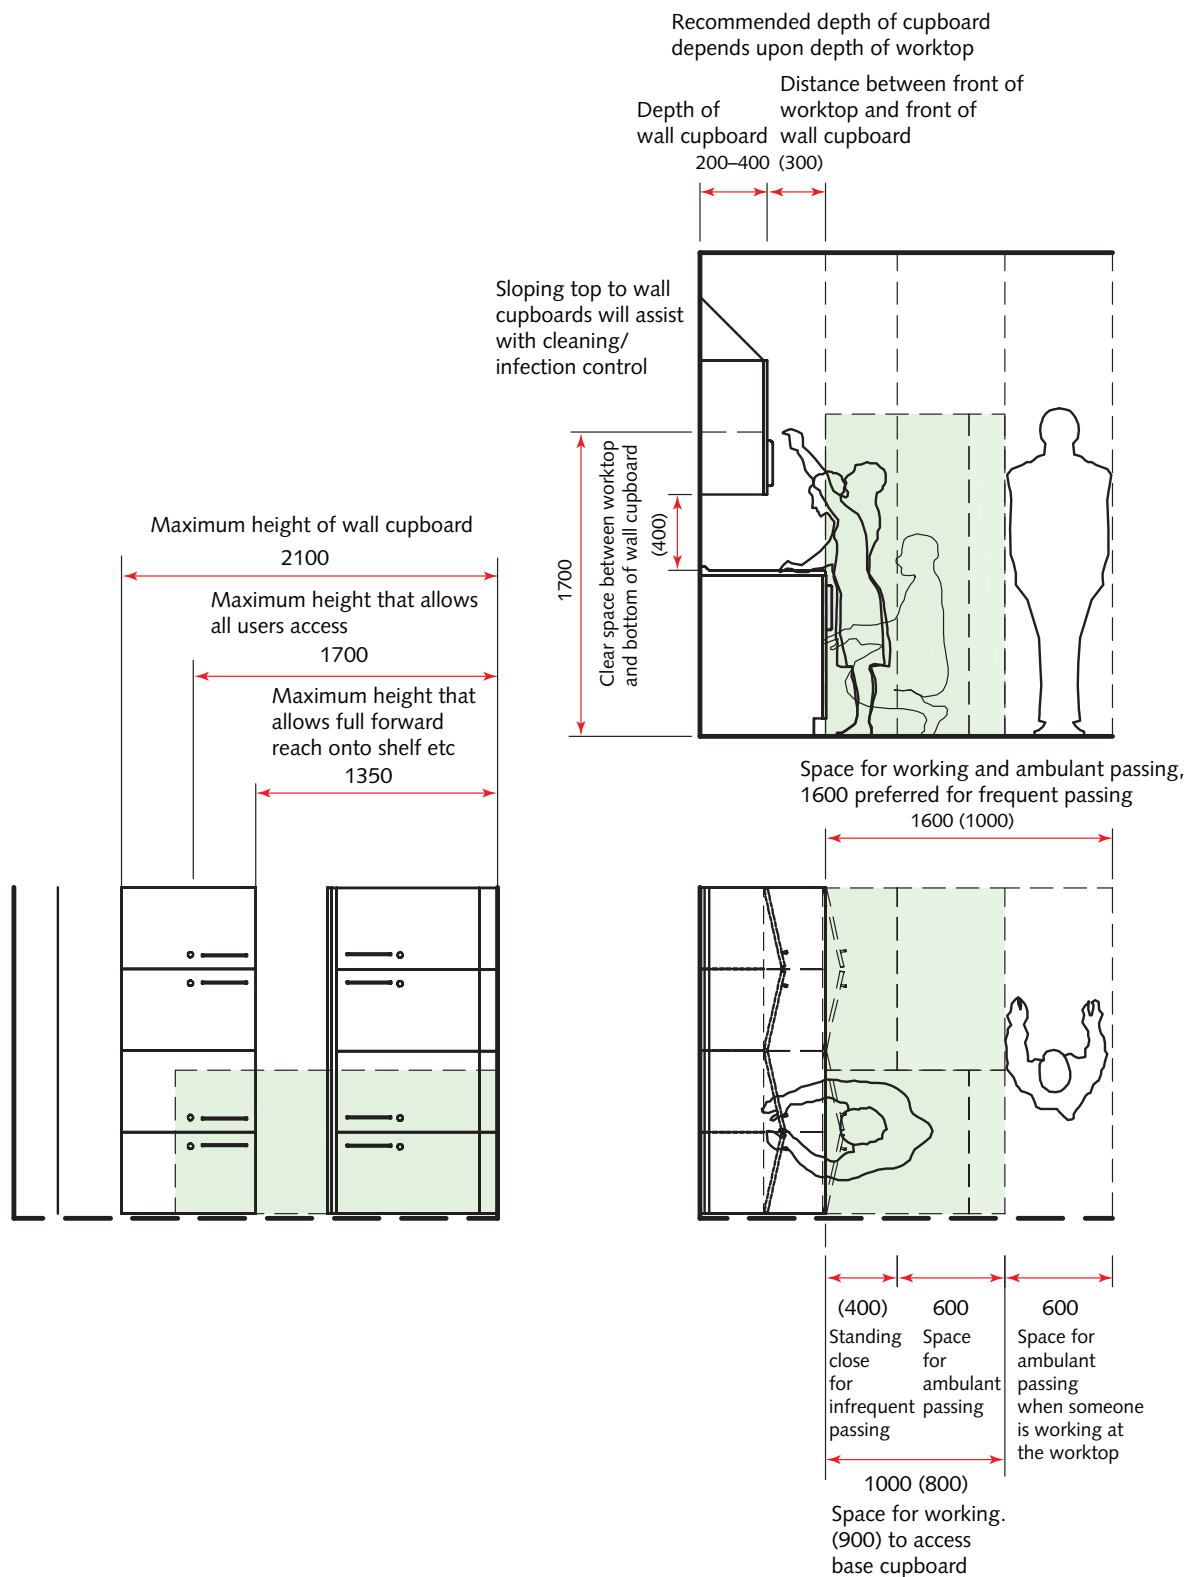 Recommended depth of cupboard
depends upon depth of worktop
Distance between front of
worktop and front of
wall cupboard
(300)
Depth of
wall cupboard
200–400
Sloping top to wall
cupboards will assist
with cleaning/
infection control
1700
Clear space between worktop
and bottom of wall cupboard
(400)
Maximum height of wall cupboard
2100
Maximum height that allows
all users access
1700
Maximum height that
allows full forward
reach onto shelf etc
1350
Space for working and ambulant passing,
1600 preferred for frequent passing
1600 (1000)
(400)
Standing
close
for
infrequent
passing
600
Space
for
ambulant
passing
600
Space for
ambulant
passing
when someone
is working at
the worktop
1000 (800)
Space for working.
(900) to access
base cupboard